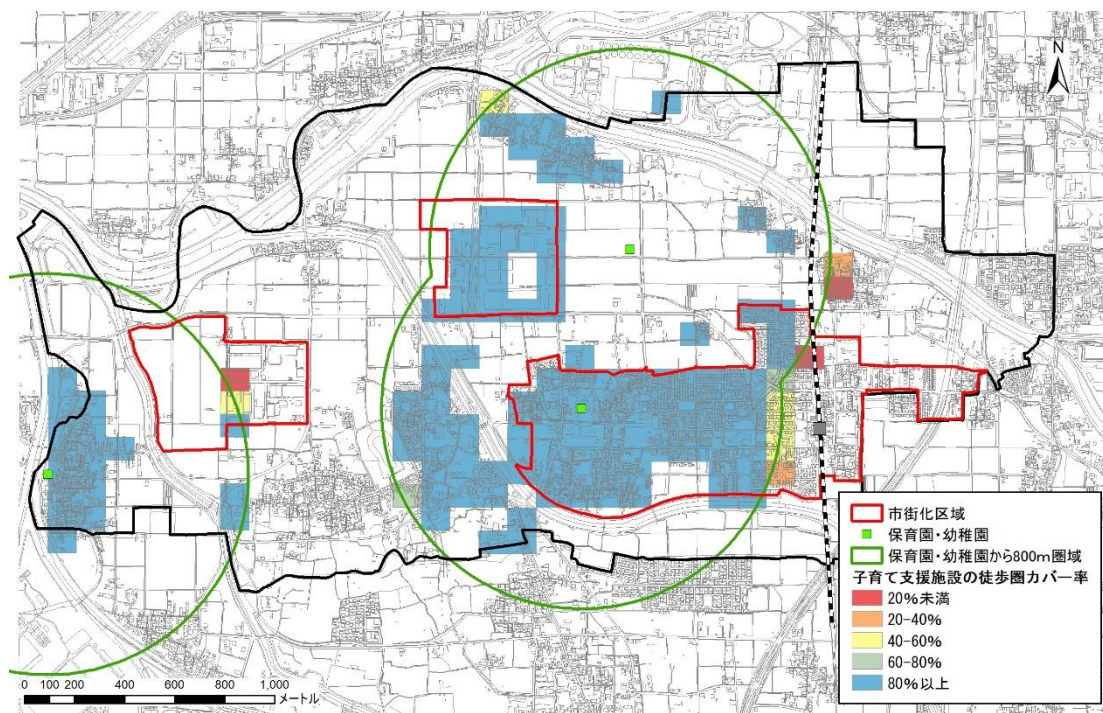 N
市街化区域
保育園・幼稚園
保育園・幼稚園から800m圏域
子育て支援施設の徒歩圏カバー率
20%未満
20-40%
40-60%
60-80%
80%以上
0 100 200 400 600 800 1,000
メートル